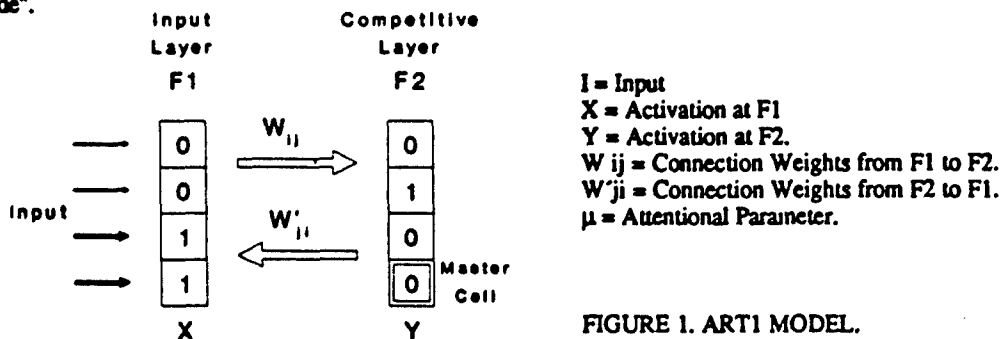 de".
Input
Layer
F1
Competitive
Layer
F2
W ij
W' ji
Input
0
0
1
1
0
1
0
0
Master
Cell
X
Y
I = Input
X = Activation at F1
Y = Activation at F2.
W ij = Connection Weights from F1 to F2.
W´ji = Connection Weights from F2 to F1.
μ = Attentional Parameter.
FIGURE 1. ART1 MODEL.